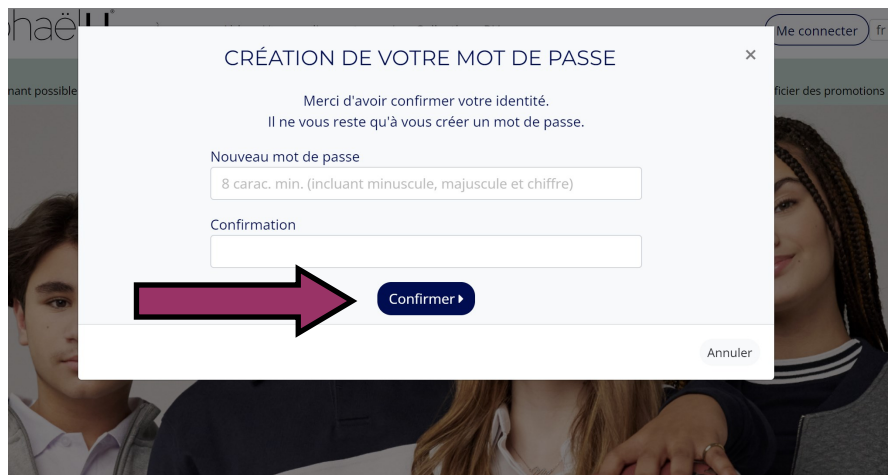 Me connecter
fr
nant possible
ficier des promotions
CRÉATION DE VOTRE MOT DE PASSE
×
Merci d'avoir confirmer votre identité.
Il ne vous reste qu'à vous créer un mot de passe.
Nouveau mot de passe
8 carac. min. (incluant minuscule, majuscule et chiffre)
Confirmation
Confirmer
Annuler